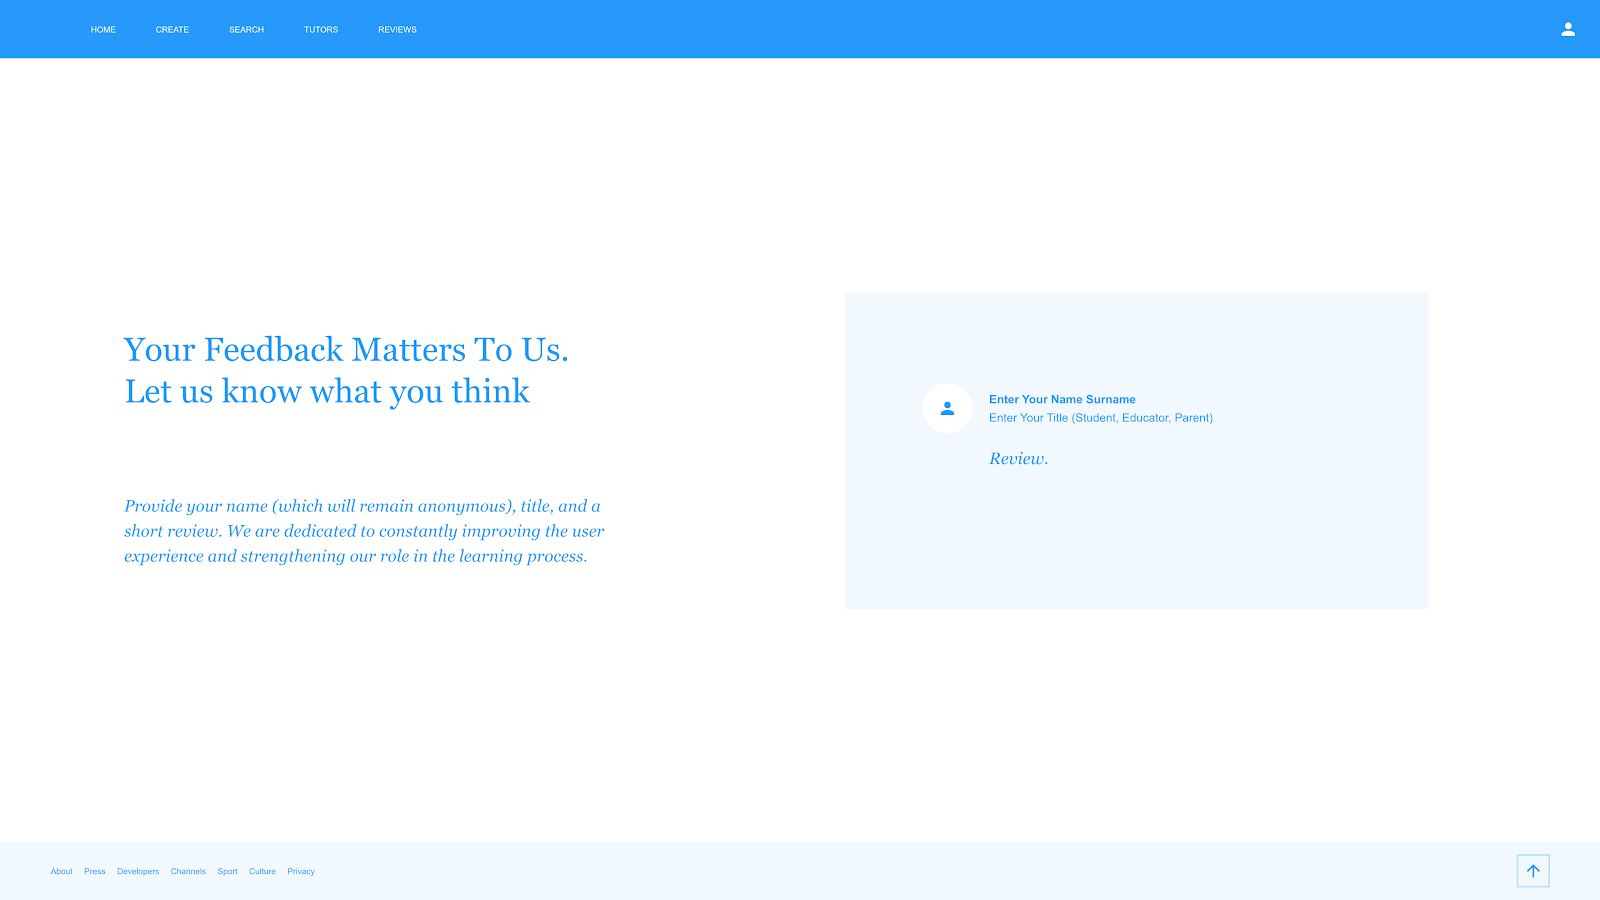 HOME CREATE SEARCH TUTORS REVIEWS
Your Feedback Matters To Us.
Let us know what you think
Provide your name (which will remain anonymous), title, and a
short review. We are dedicated to constantly improving the user
experience and strengthening our role in the learning process.
Enter Your Name Surname
Enter Your Title (Student, Educator, Parent)
Review.
About Press Developers Channels Sport Culture Privacy